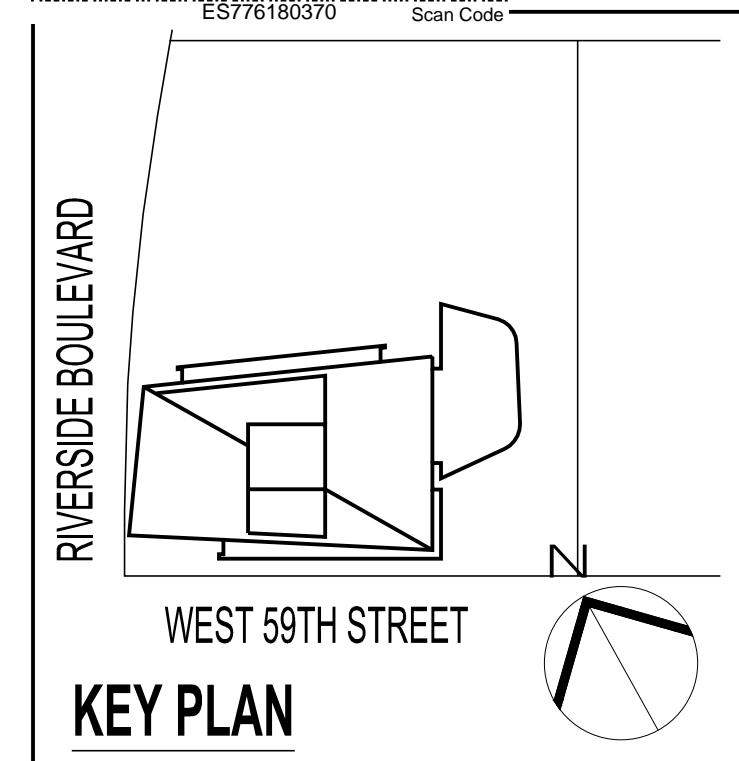 ES776180370
Scan Code
RIVERSIDE BOULEVARD
N
WEST 59TH STREET
KEY PLAN